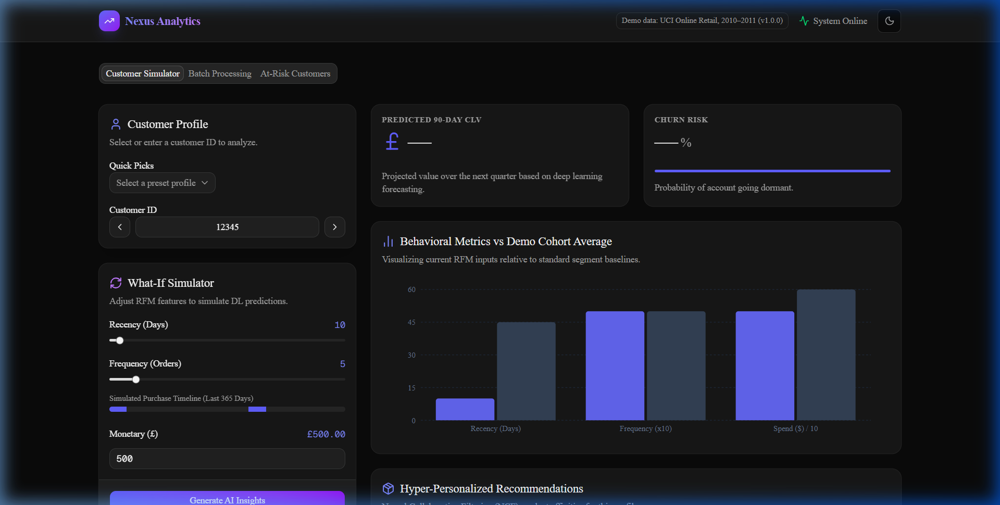 Nexus Analytics
Demo data: UCI Online Retail, 2010–2011 (v1.0.0)
System Online
Customer Simulator
Batch Processing
At-Risk Customers
Customer Profile
Select or enter a customer ID to analyze.
Quick Picks
Select a preset profile
Customer ID
12345
What-If Simulator
Adjust RFM features to simulate DL predictions.
Recency (Days)
10
Frequency (Orders)
5
Simulated Purchase Timeline (Last 365 Days)
Monetary (£)
£500.00
500
Generate AI Insights
PREDICTED 90-DAY CLV
£ —
Projected value over the next quarter based on deep learning
forecasting.
CHURN RISK
—%
Probability of account going dormant.
Behavioral Metrics vs Demo Cohort Average
Visualizing current RFM inputs relative to standard segment baselines.
60
45
30
15
0
Recency (Days)
Frequency (x10)
Spend ($) / 10
Hyper-Personalized Recommendations